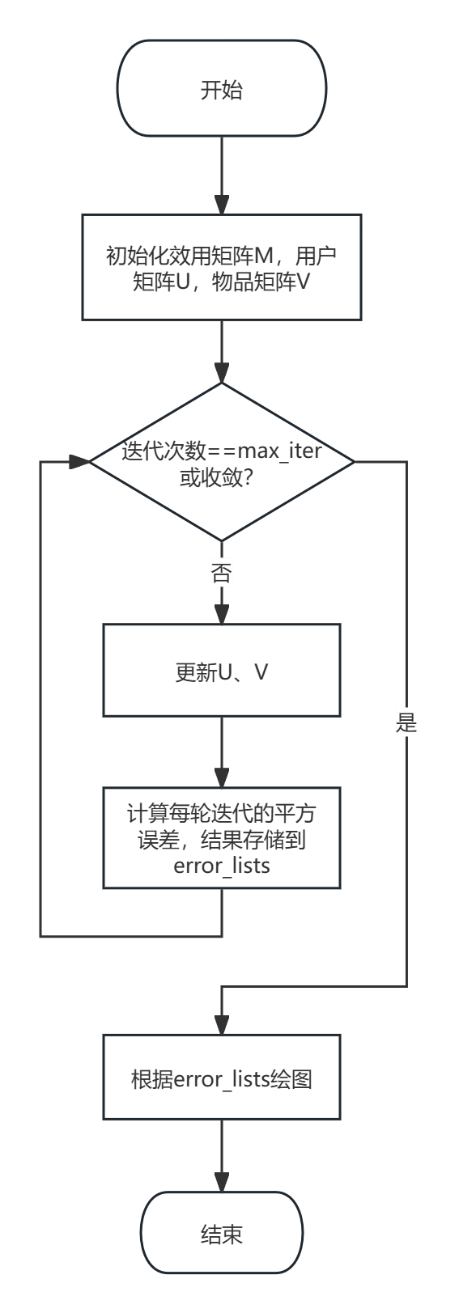 开始
初始化效用矩阵M，用户
矩阵U，物品矩阵V
迭代次数==max_iter
或收敛？
否
更新U、V
是
计算每轮迭代的平方
误差，结果存储到
error_lists
根据error_lists绘图
结束